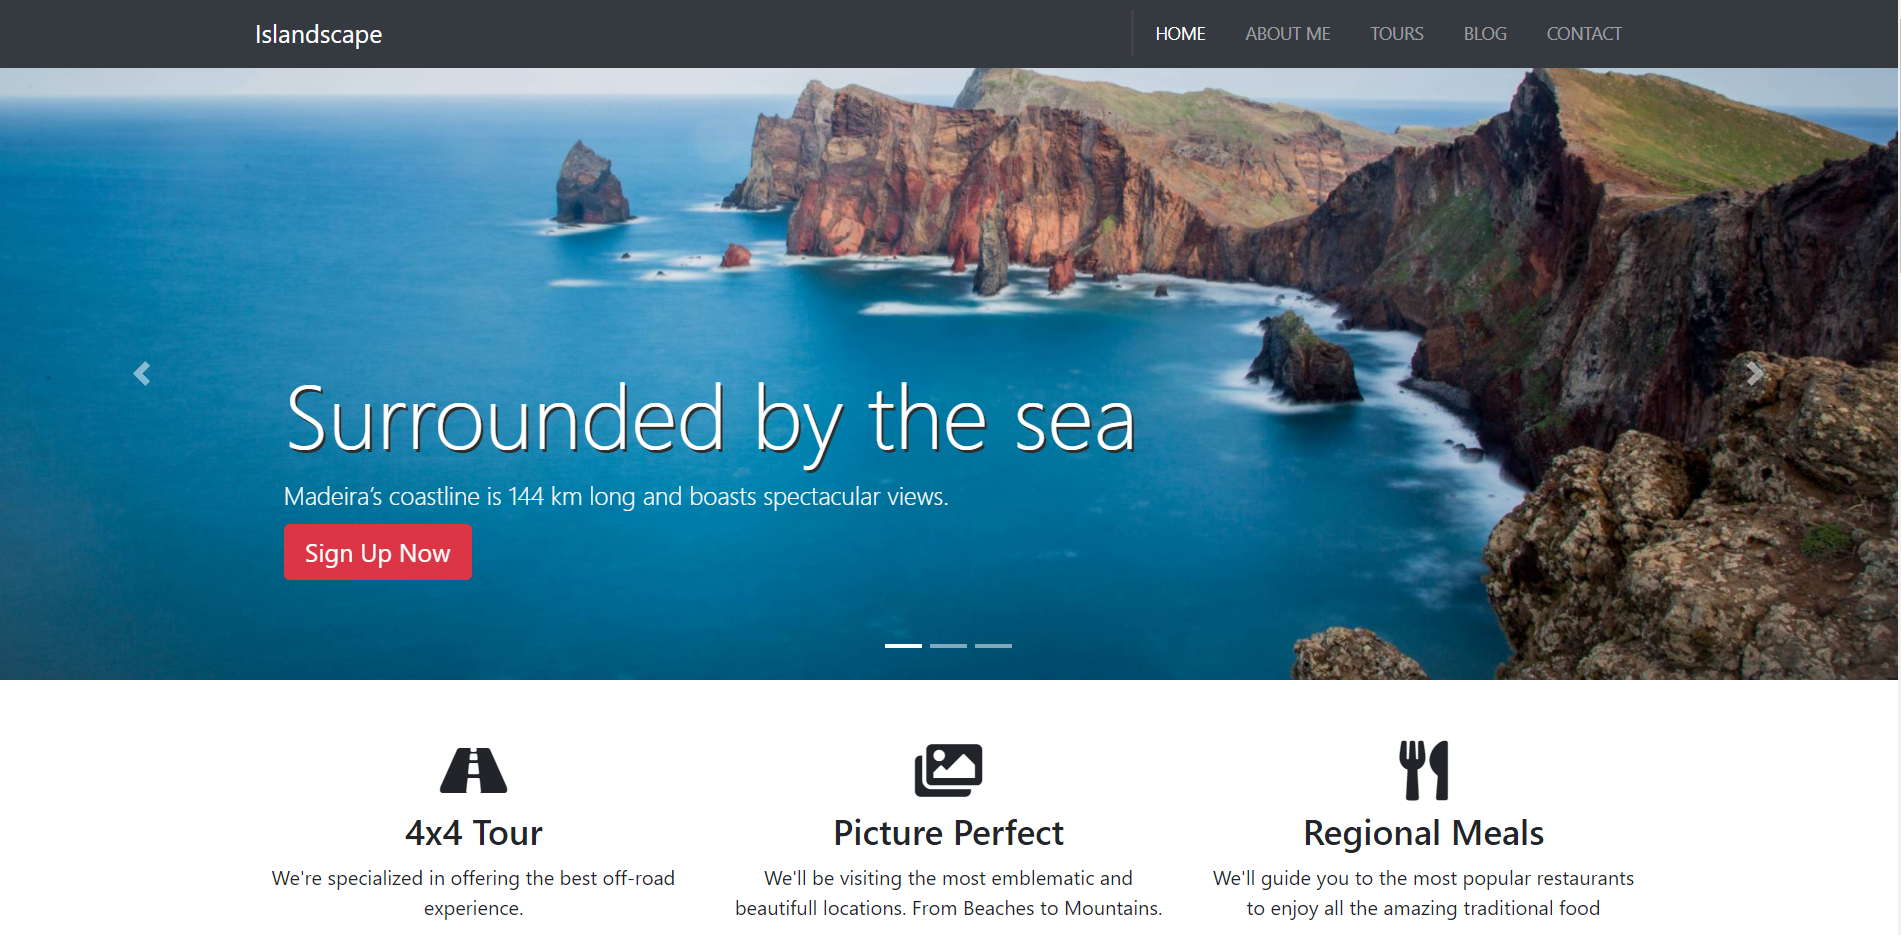 Islandscape
HOME ABOUT ME TOURS BLOG CONTACT
Surrounded by the sea
Madeira’s coastline is 144 km long and boasts spectacular views.
Sign Up Now
4x4 Tour
We're specialized in offering the best off-road
experience.
Picture Perfect
We'll be visiting the most emblematic and
beautifull locations. From Beaches to Mountains.
Regional Meals
We'll guide you to the most popular restaurants
to enjoy all the amazing traditional food